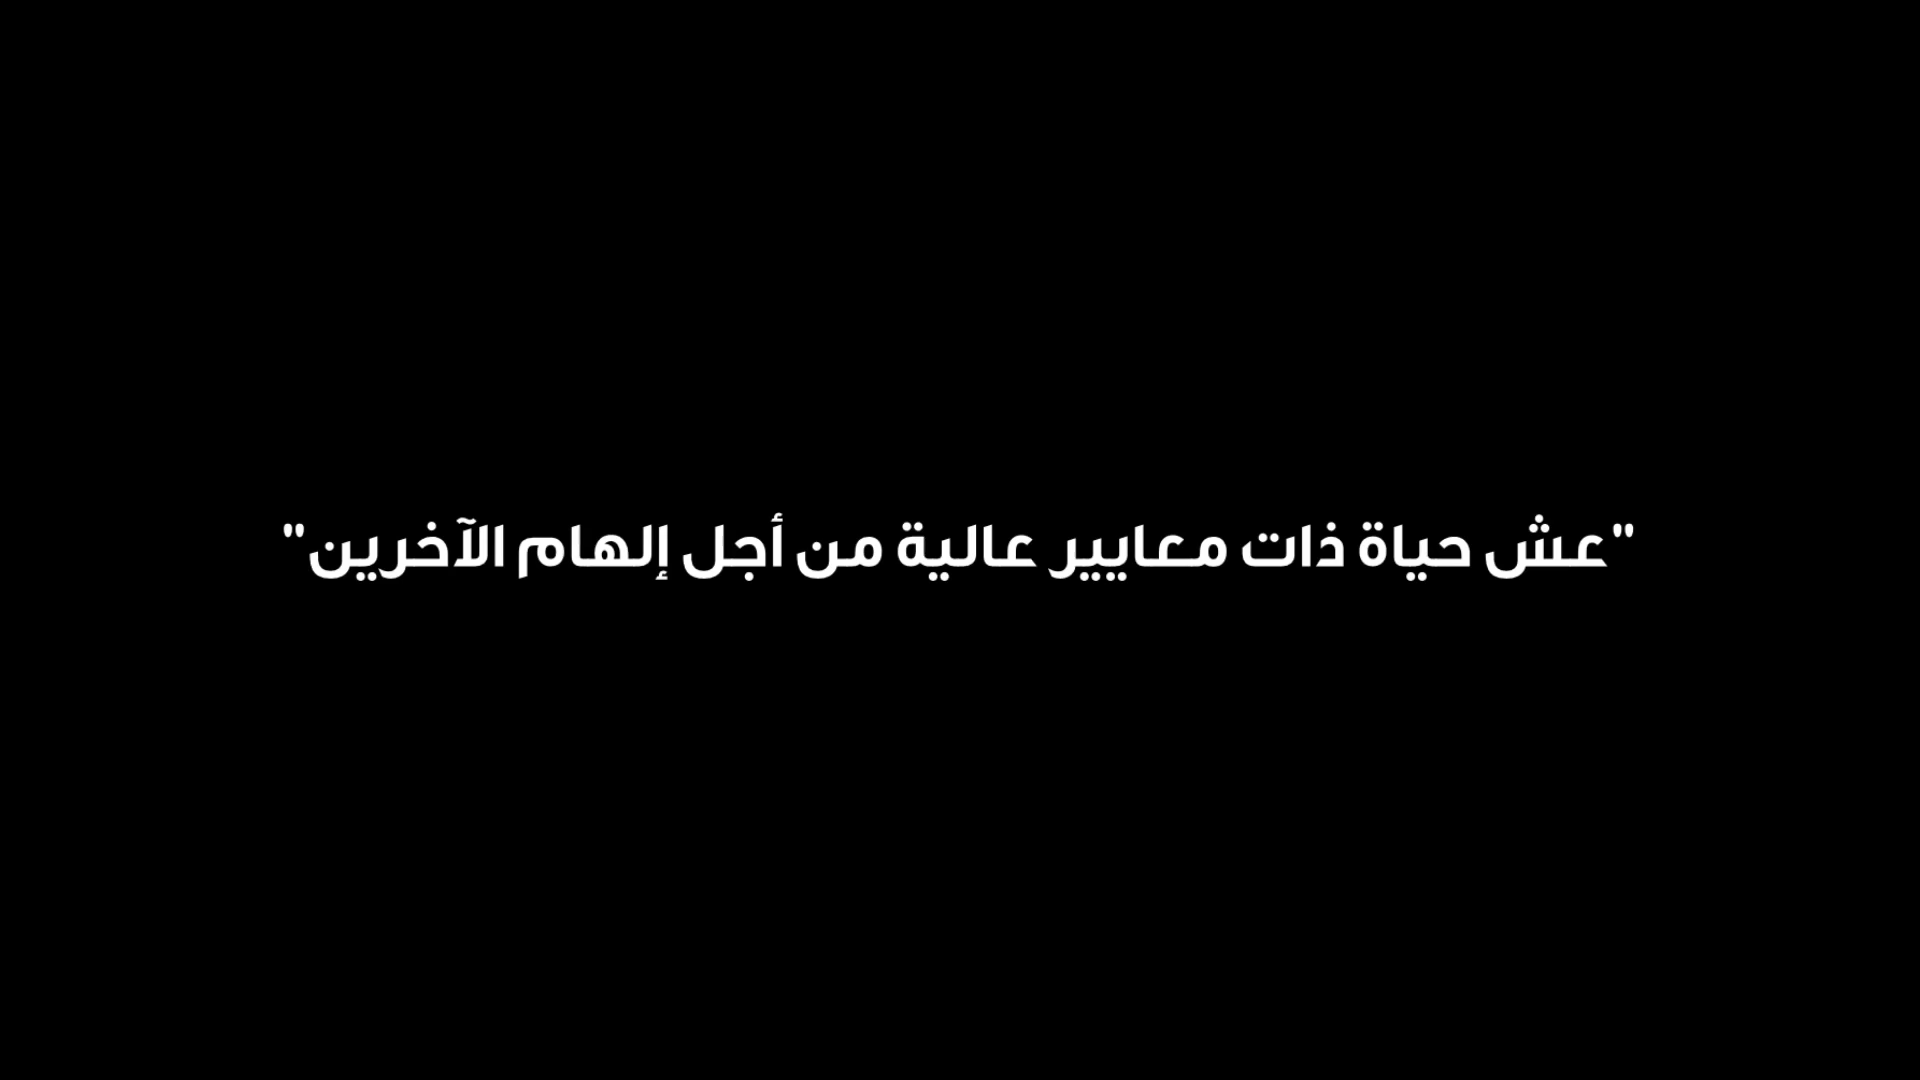 "عش حياة ذات معايير عالية من أجل إلهام الآخرين"